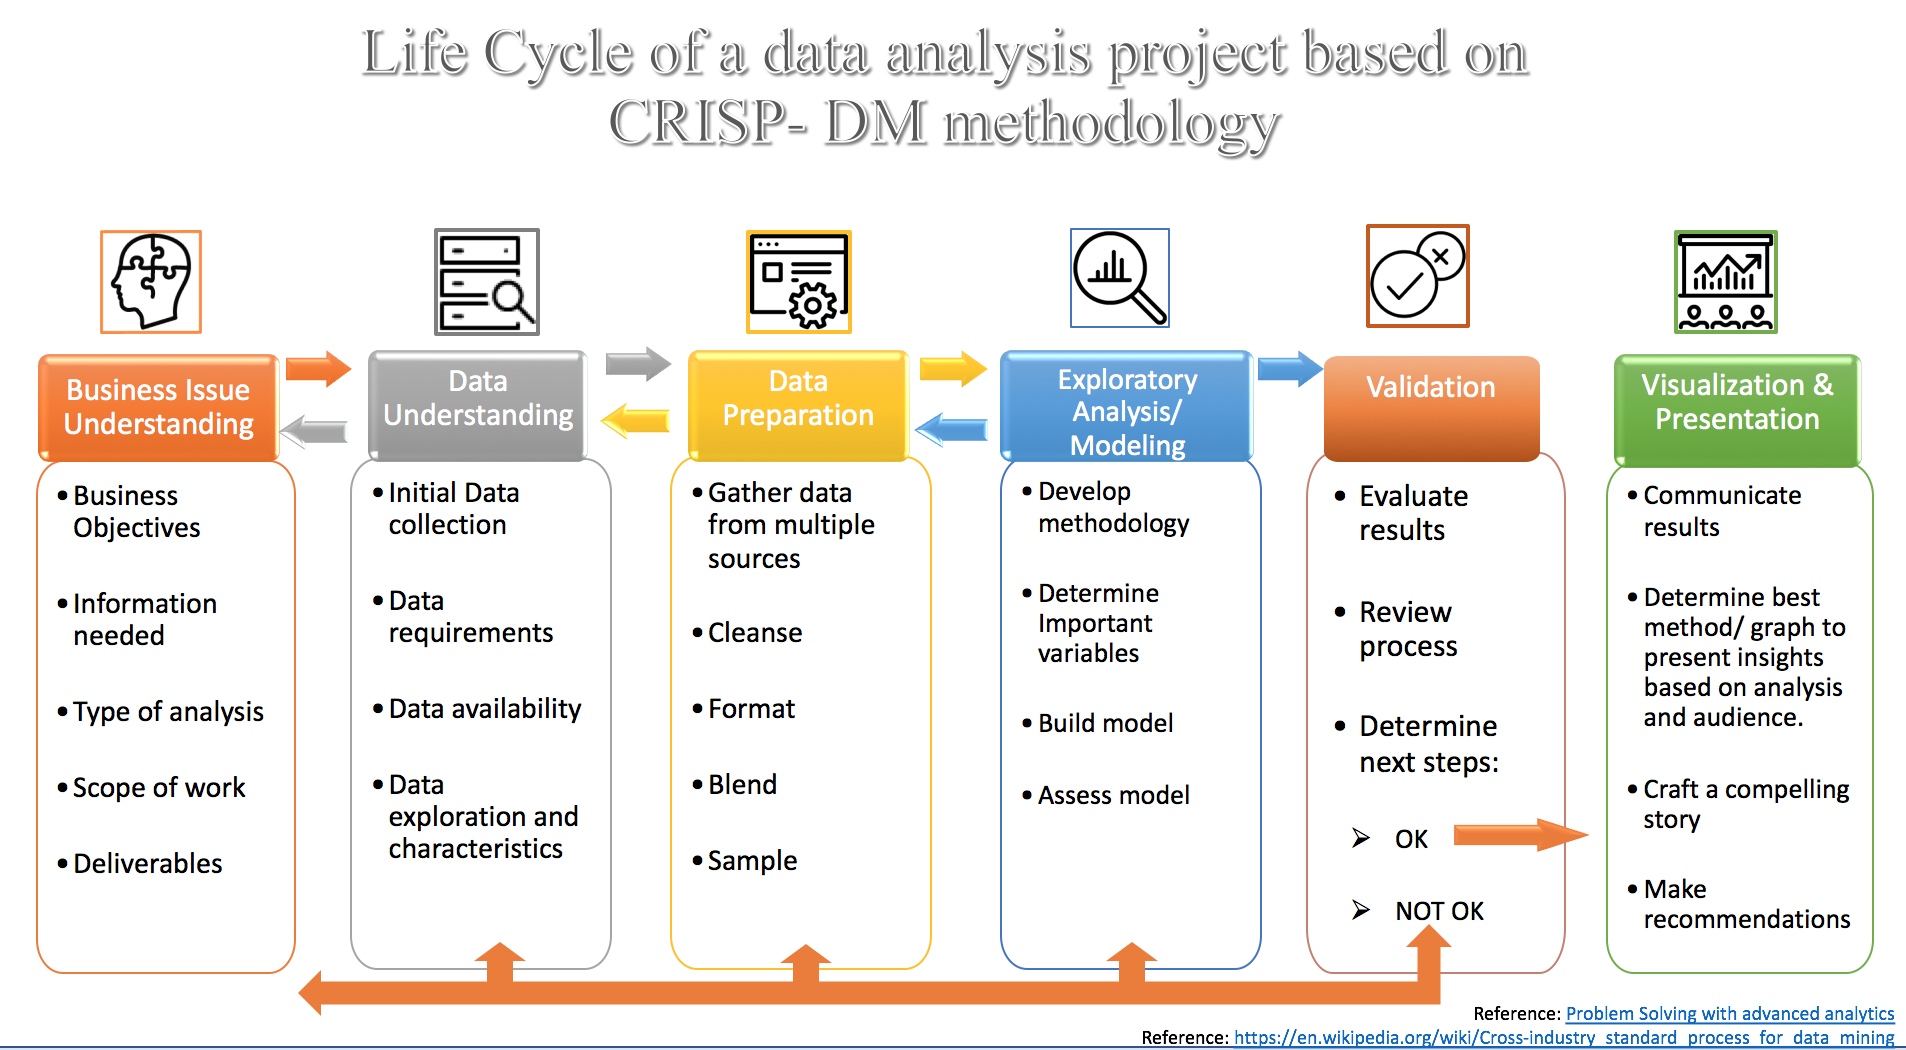 Life Cycle of a data analysis project based on
CRISP- DM methodology
Business Issue
Understanding
• Business
Objectives
• Information
needed
• Type of analysis
• Scope of work
• Deliverables
Data
Understanding
• Initial Data
collection
• Data
requirements
• Data availability
• Data
exploration and
characteristics
Data
Preparation
• Gather data
from multiple
sources
• Cleanse
• Format
• Blend
• Sample
Exploratory
Analysis/
Modeling
• Develop
methodology
• Determine
Important
variables
• Build model
• Assess model
Validation
• Evaluate
results
• Review
process
• Determine
next steps:
➢ OK
➢ NOT OK
Visualization &
Presentation
• Communicate
results
• Determine best
method/ graph to
present insights
based on analysis
and audience.
• Craft a compelling
story
• Make
recommendations
Reference: Problem Solving with advanced analytics
Reference: https://en.wikipedia.org/wiki/Cross-industry_standard_process_for_data_mining